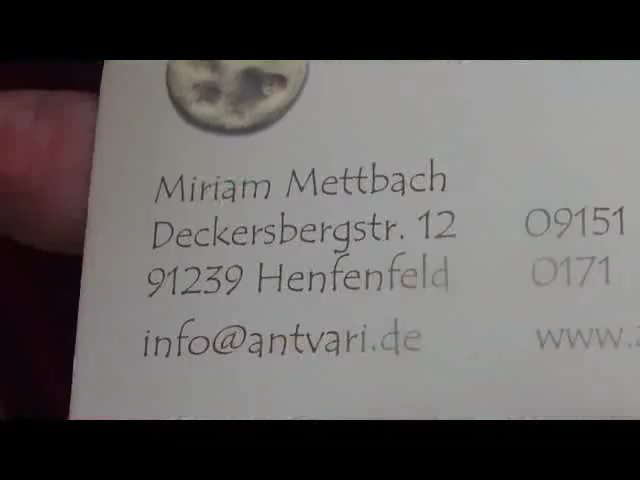 Miriam Mettbach
Deckersbergstr. 12 09151
91239 Henfenfeld 0171
info@antvari.de www.